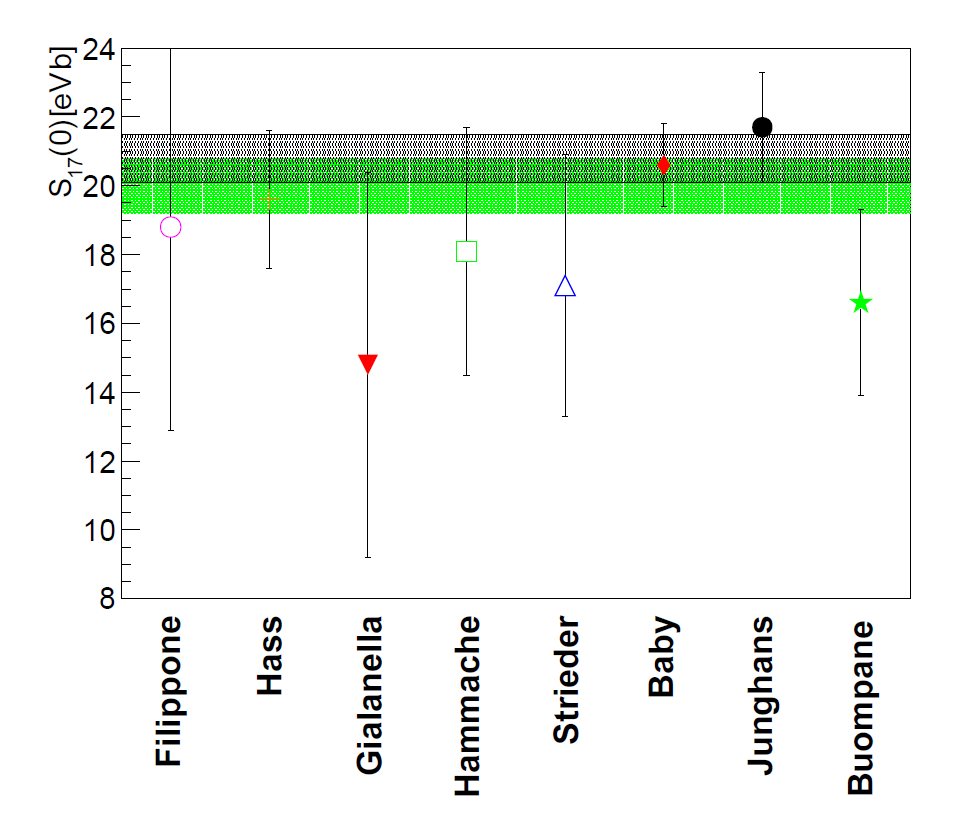 S17(0)[eVb]
24
22
20
18
16
14
12
10
8
Filippone
Hass
Gialanella
Hammache
Strieder
Baby
Junghans
Buompane